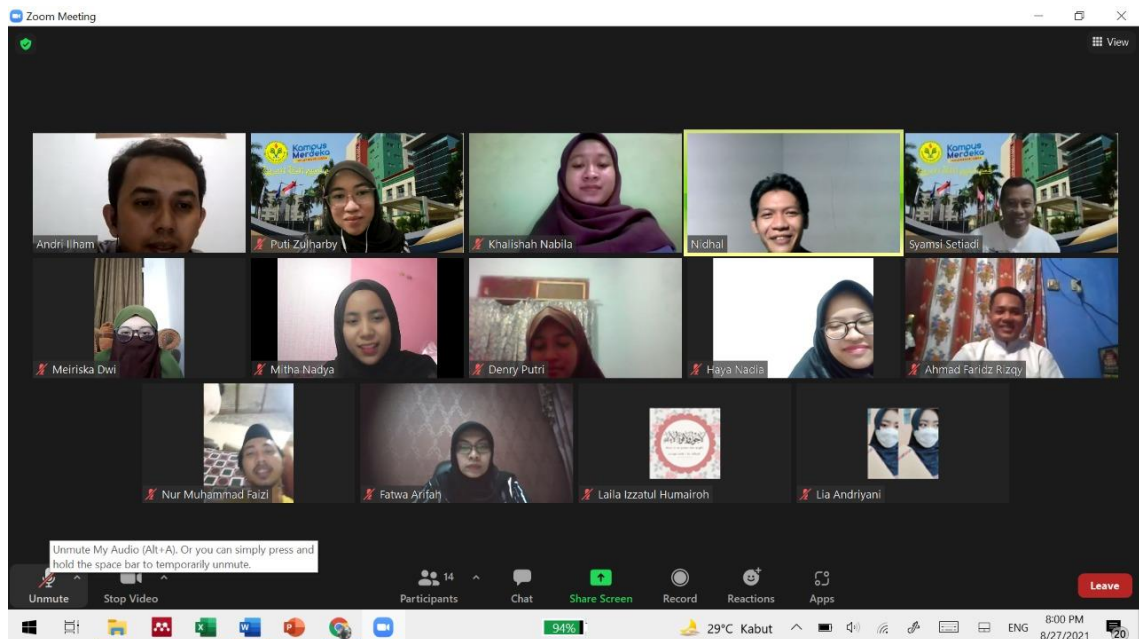 Zoom Meeting
View
Kampus
Merdeka
Kampus
Merdeka
Andri Ilham
Puti Zulharby
Khalishah Nabila
Nidhal
Syamsi Setiadi
Meiriska Dwi
Mitha Nadya
Denry Putri
Haya Nadia
Ahmad Faridz Rizqy
Nur Muhammad Faizi
Fatwa Arifah
Laila Izzatul Humairoh
Lia Andriyani
Unmute My Audio (Alt+A). Or you can simply press and
hold the space bar to temporarily unmute.
14
Unmute
Stop Video
Participants
Chat
Share Screen
Record
Reactions
Apps
Leave
94%
29°C Kabut
ENG
8:00 PM
8/27/2021
20